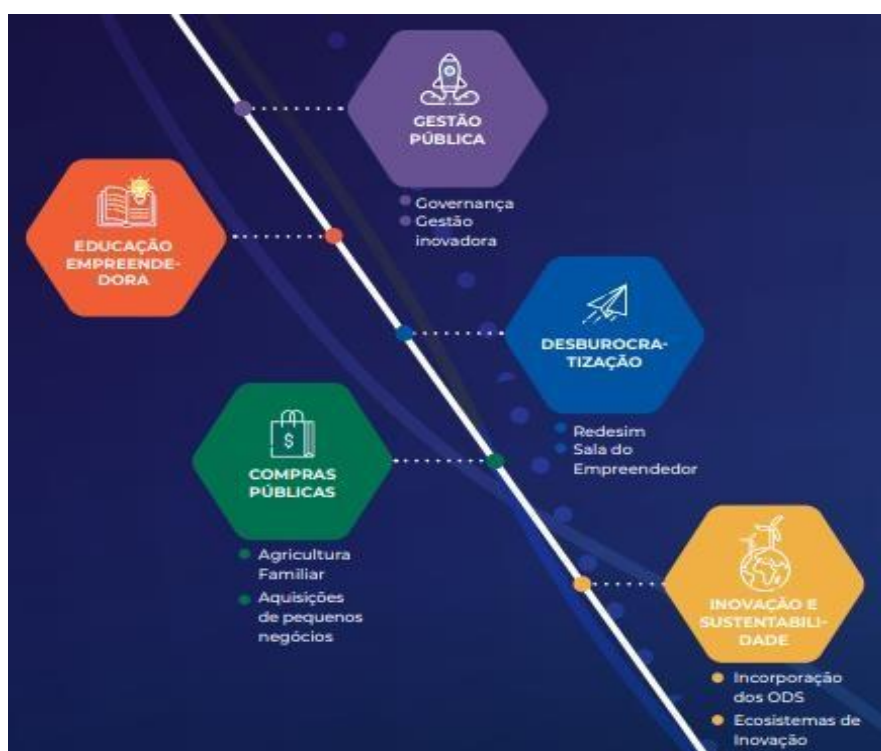 GESTÃO
PÚBLICA
Governança
Gestão
inovadora
EDUCAÇÃO
EMPREENDE-
DORA
DESBUROCRA-
TIZAÇÃO
Redesim
Sala do
Empreendedor
$
COMPRAS
PÚBLICAS
Agricultura
Familiar
Aquisições
de pequenos
negócios
INOVAÇÃO E
SUSTENTABILI-
DADE
Incorporação
dos ODS
Ecosistemas de
Inovação